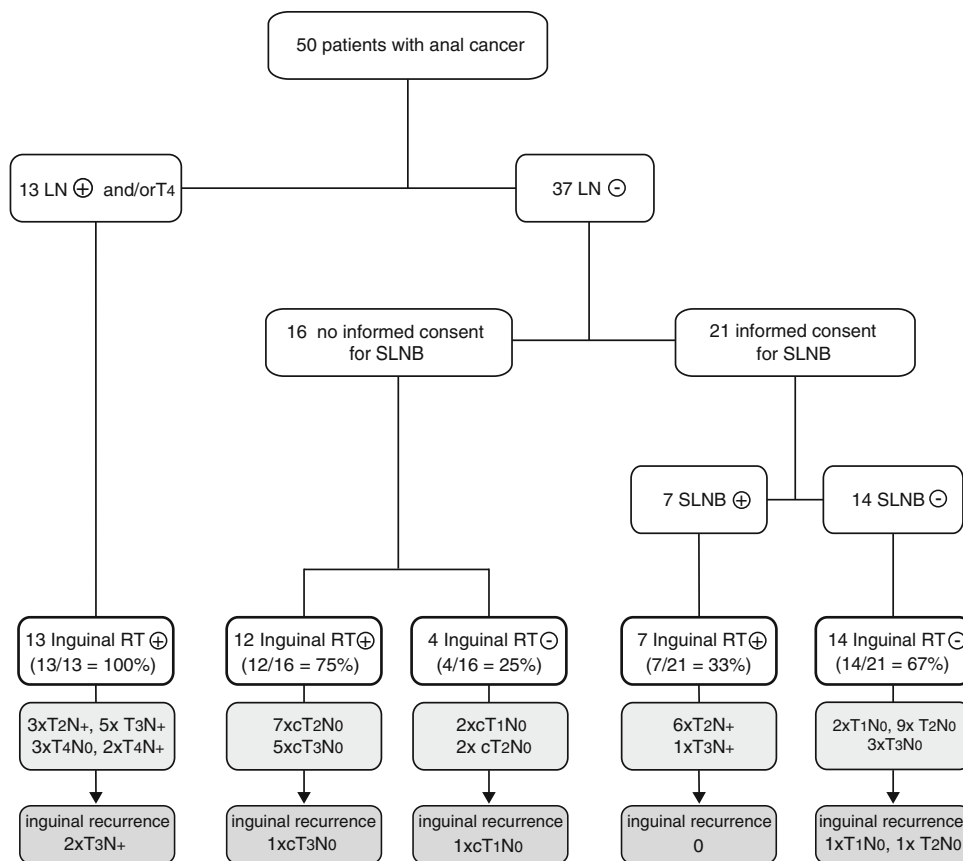 50 patients with anal cancer
13 LN ⊕ and/orT4
37 LN ⊖
16 no informed consent
for SLNB
21 informed consent
for SLNB
7 SLNB ⊕
14 SLNB ⊖
13 Inguinal RT ⊕
(13/13 = 100%)
12 Inguinal RT ⊕
(12/16 = 75%)
4 Inguinal RT ⊖
(4/16 = 25%)
7 Inguinal RT ⊕
(7/21 = 33%)
14 Inguinal RT ⊖
(14/21 = 67%)
3xT2N+, 5x T3N+
3xT4N0, 2xT4N+
7xcT2N0
5xcT3N0
2xcT1N0
2x cT2N0
6xT2N+
1xT3N+
2xT1N0, 9x T2N0
3xT3N0
inguinal recurrence
2xT3N+
inguinal recurrence
1xcT3N0
inguinal recurrence
1xcT1N0
inguinal recurrence
0
inguinal recurrence
1xT1N0, 1x T2N0